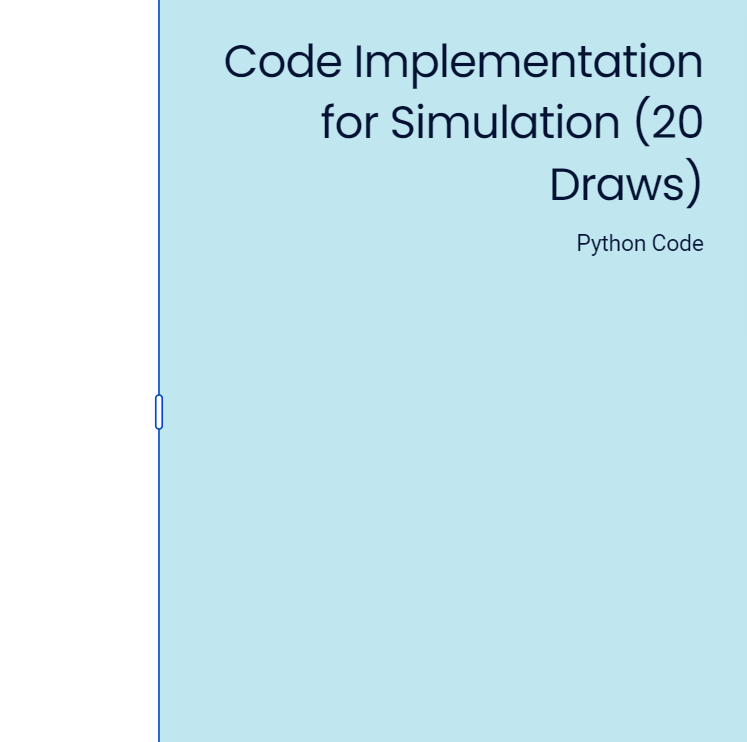 Code Implementation
for Simulation (20
Draws)
Python Code